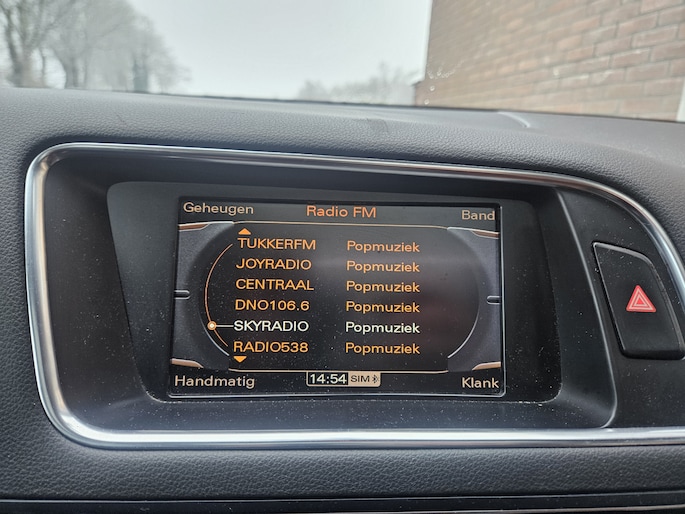 Geheugen Radio FM Band
TUKKERFM Popmuziek
JOYRADIO Popmuziek
CENTRAAL Popmuziek
DNO106.6 Popmuziek
SKYRADIO Popmuziek
RADIO538 Popmuziek
Handmatig 14:54 SIM Klank